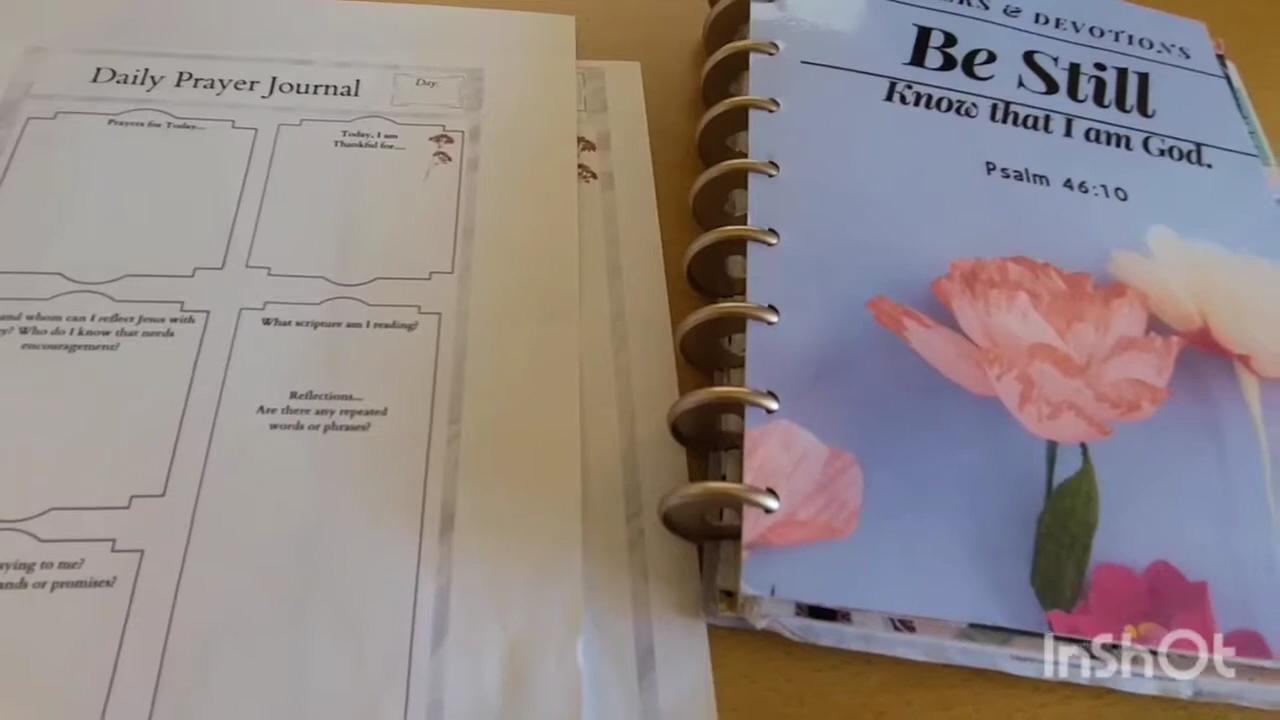 Daily Prayer Journal
Day:
Prayers for Today...
Today, I am
Thankful for....
and whom can I reflect Jesus with
? Who do I know that needs
encouragement?
What scripture am I reading?
Reflections...
Are there any repeated
words or phrases?
to me?
or promises?
& DEVOTIONS
Be Still
Know that I am God.
Psalm 46:10
InShOt